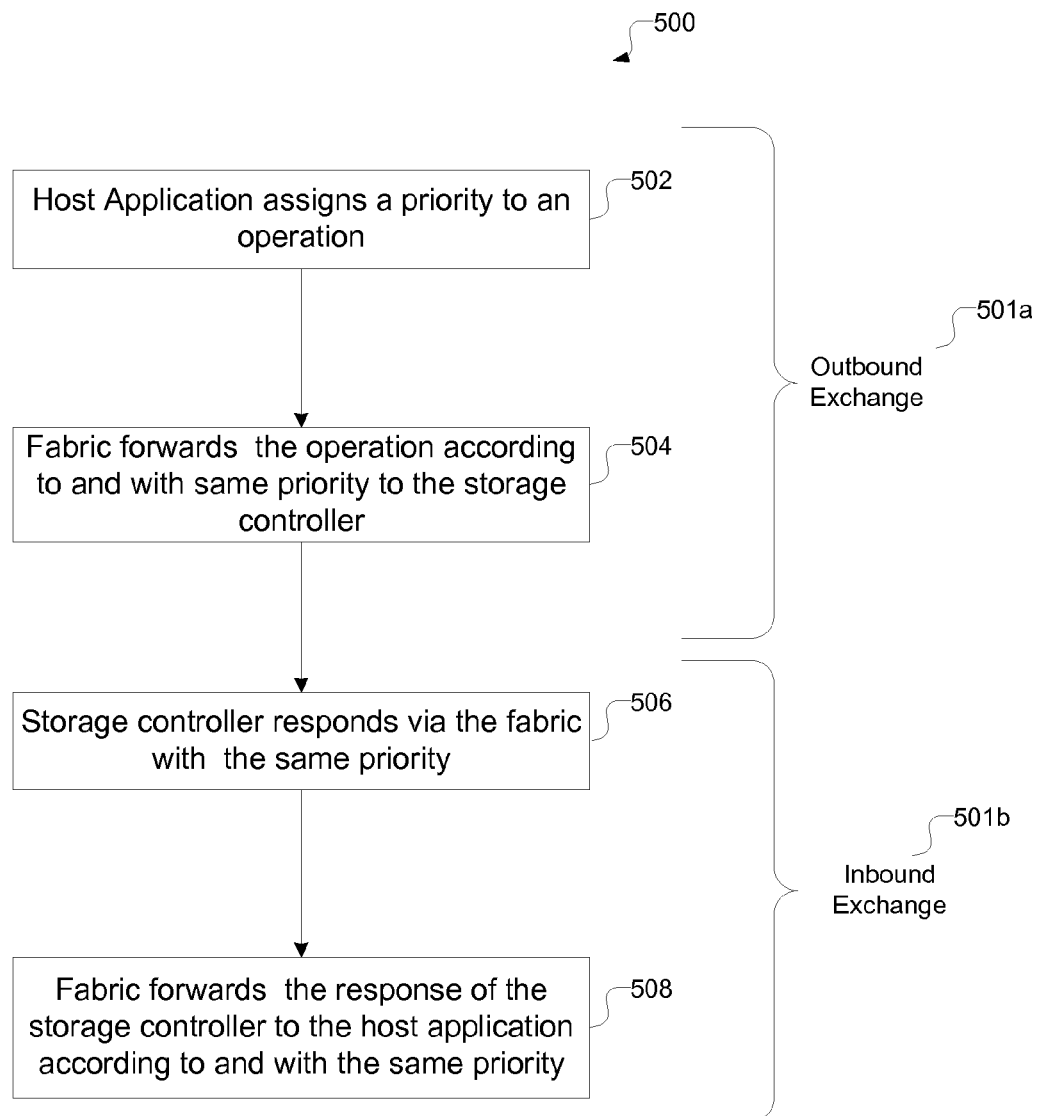 500
Host Application assigns a priority to an
operation
502
Fabric forwards the operation according
to and with same priority to the storage
controller
504
Outbound
Exchange
501a
Storage controller responds via the fabric
with the same priority
506
Fabric forwards the response of the
storage controller to the host application
according to and with the same priority
508
Inbound
Exchange
501b